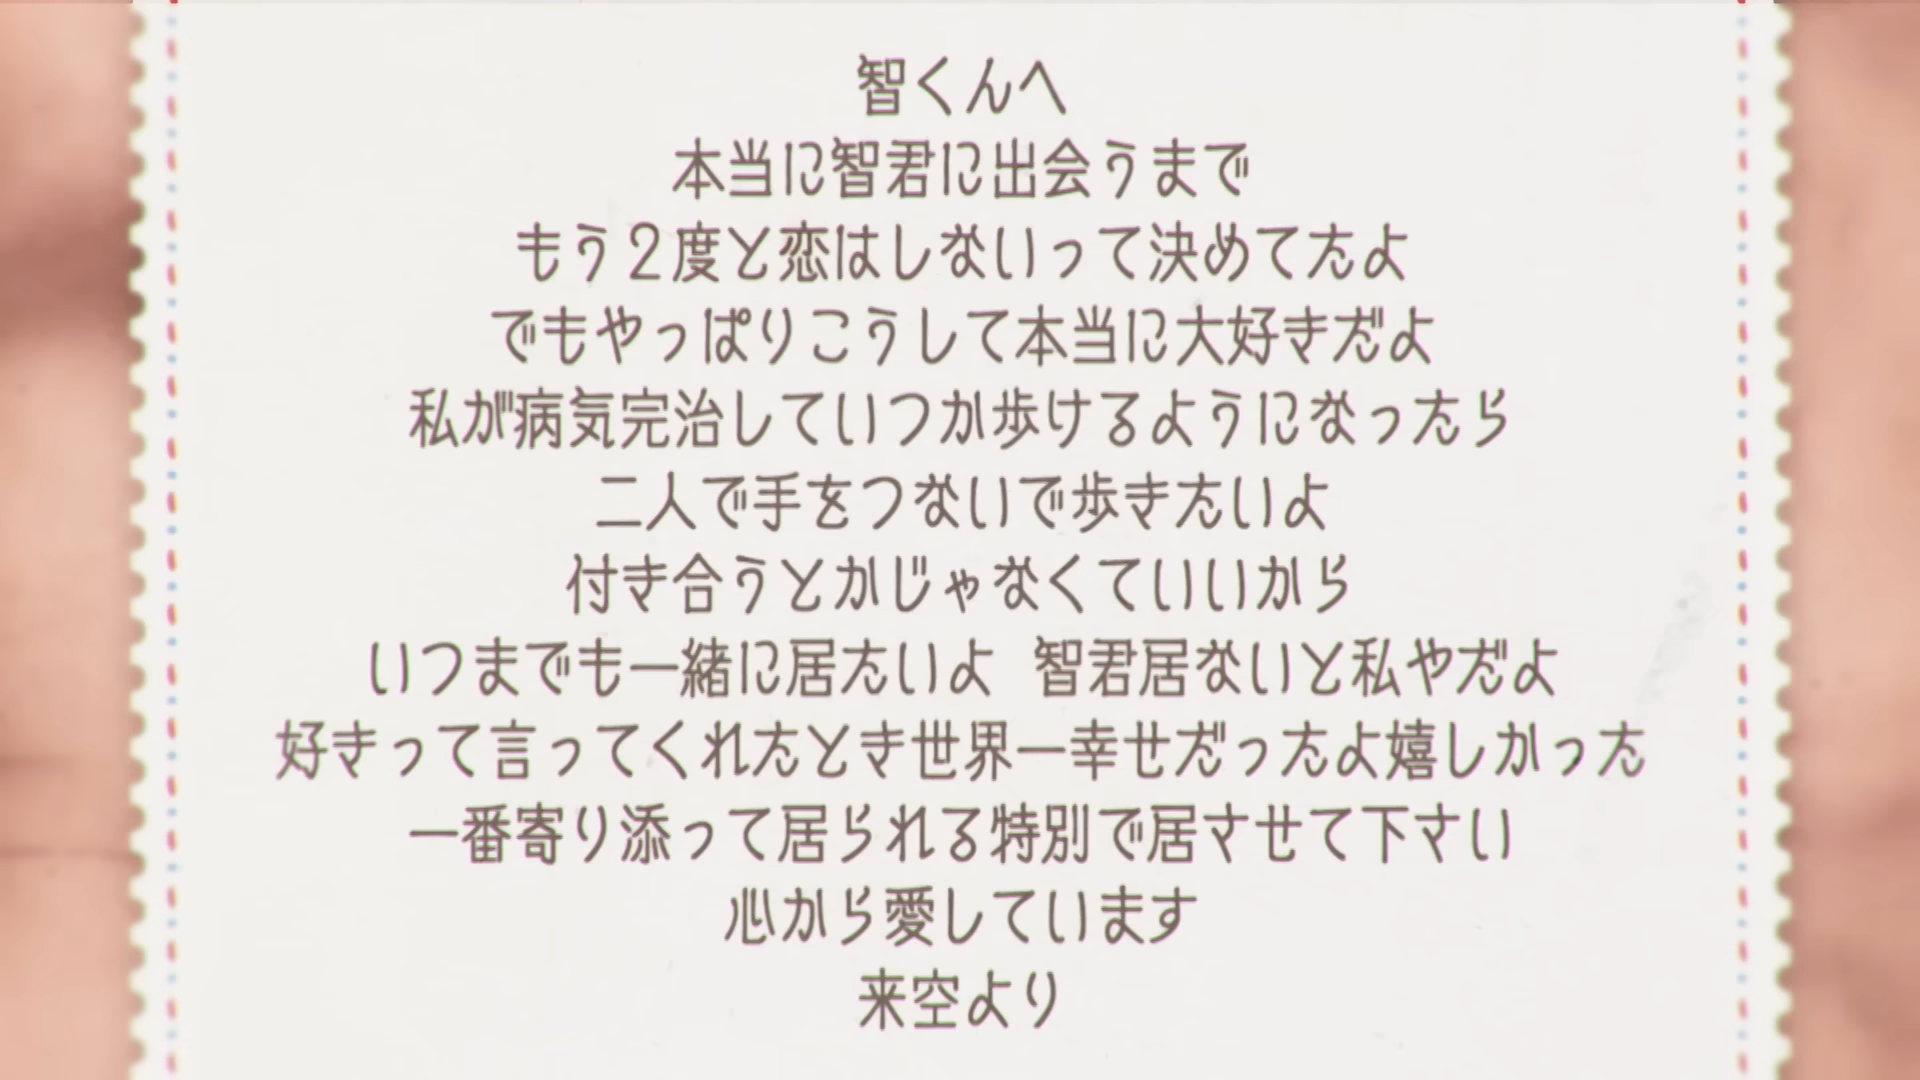 智くんへ
本当に智君に出会うまで
もう２度と恋はしないって決めてたよ
でもやっぱりこうして本当に大好きだよ
私が病気完治していつか歩けるようになったら
二人で手をつないで歩きたいよ
付き合うとかじゃなくていいから
いつまでも一緒に居たいよ　智君居ないと私やだよ
好きって言ってくれたとき世界一幸せだったよ嬉しかった
一番寄り添って居られる特別で居させて下さい
心から愛しています
来空より